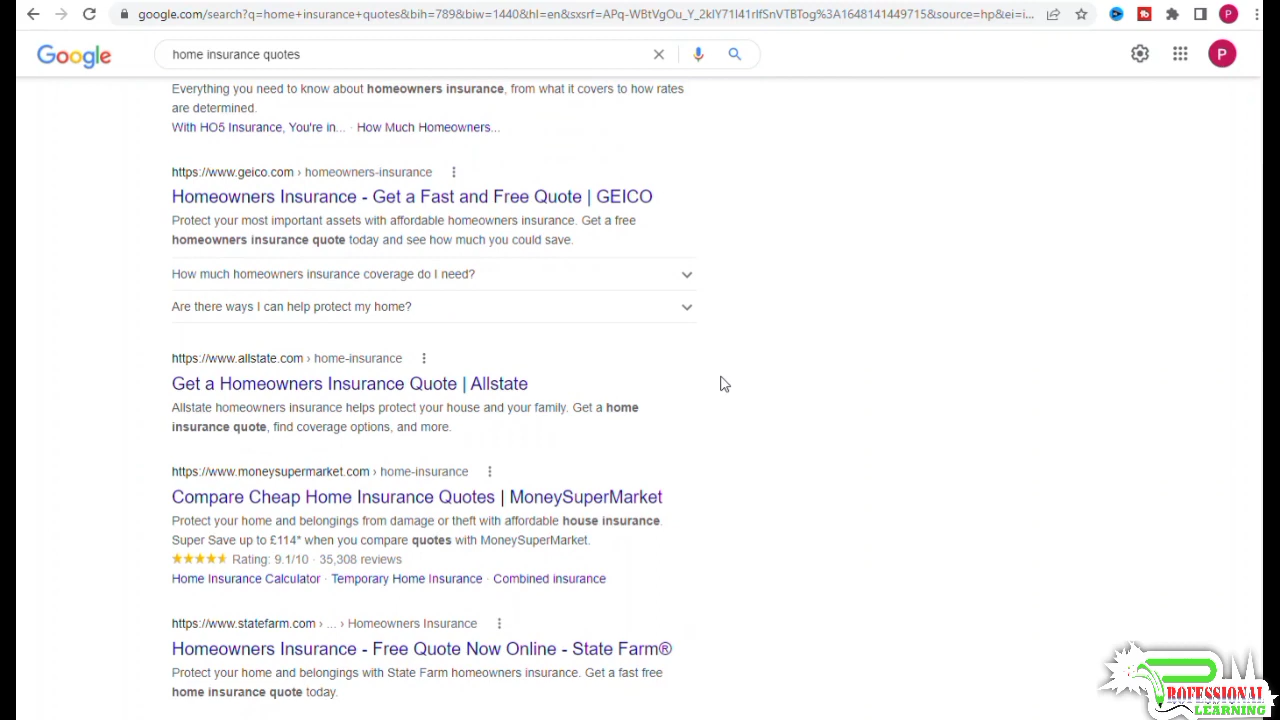 google.com/search?q=home+insurance+quotes&bih=789&biw=1440&hl=en&sxsrf=APq-WBtVgOu_Y_2kIY71I41rIfSnVTBTog%3A1648141449715&source=hp&ei=i...
Google
home insurance quotes
P
P
Everything you need to know about homeowners insurance, from what it covers to how rates
are determined.
With HO5 Insurance, You're in... · How Much Homeowners...
https://www.geico.com › homeowners-insurance
Homeowners Insurance - Get a Fast and Free Quote | GEICO
Protect your most important assets with affordable homeowners insurance. Get a free
homeowners insurance quote today and see how much you could save.
How much homeowners insurance coverage do I need?
Are there ways I can help protect my home?
https://www.allstate.com › home-insurance
Get a Homeowners Insurance Quote | Allstate
Allstate homeowners insurance helps protect your house and your family. Get a home
insurance quote, find coverage options, and more.
https://www.moneysupermarket.com › home-insurance
Compare Cheap Home Insurance Quotes | MoneySuperMarket
Protect your home and belongings from damage or theft with affordable house insurance.
Super Save up to £114* when you compare quotes with MoneySuperMarket.
Rating: 9.1/10 · 35,308 reviews
Home Insurance Calculator · Temporary Home Insurance · Combined insurance
https://www.statefarm.com › ... › Homeowners Insurance
Homeowners Insurance - Free Quote Now Online - State Farm®
Protect your home and belongings with State Farm homeowners insurance. Get a fast free
home insurance quote today.
PROFESSIONAL
LEARNING